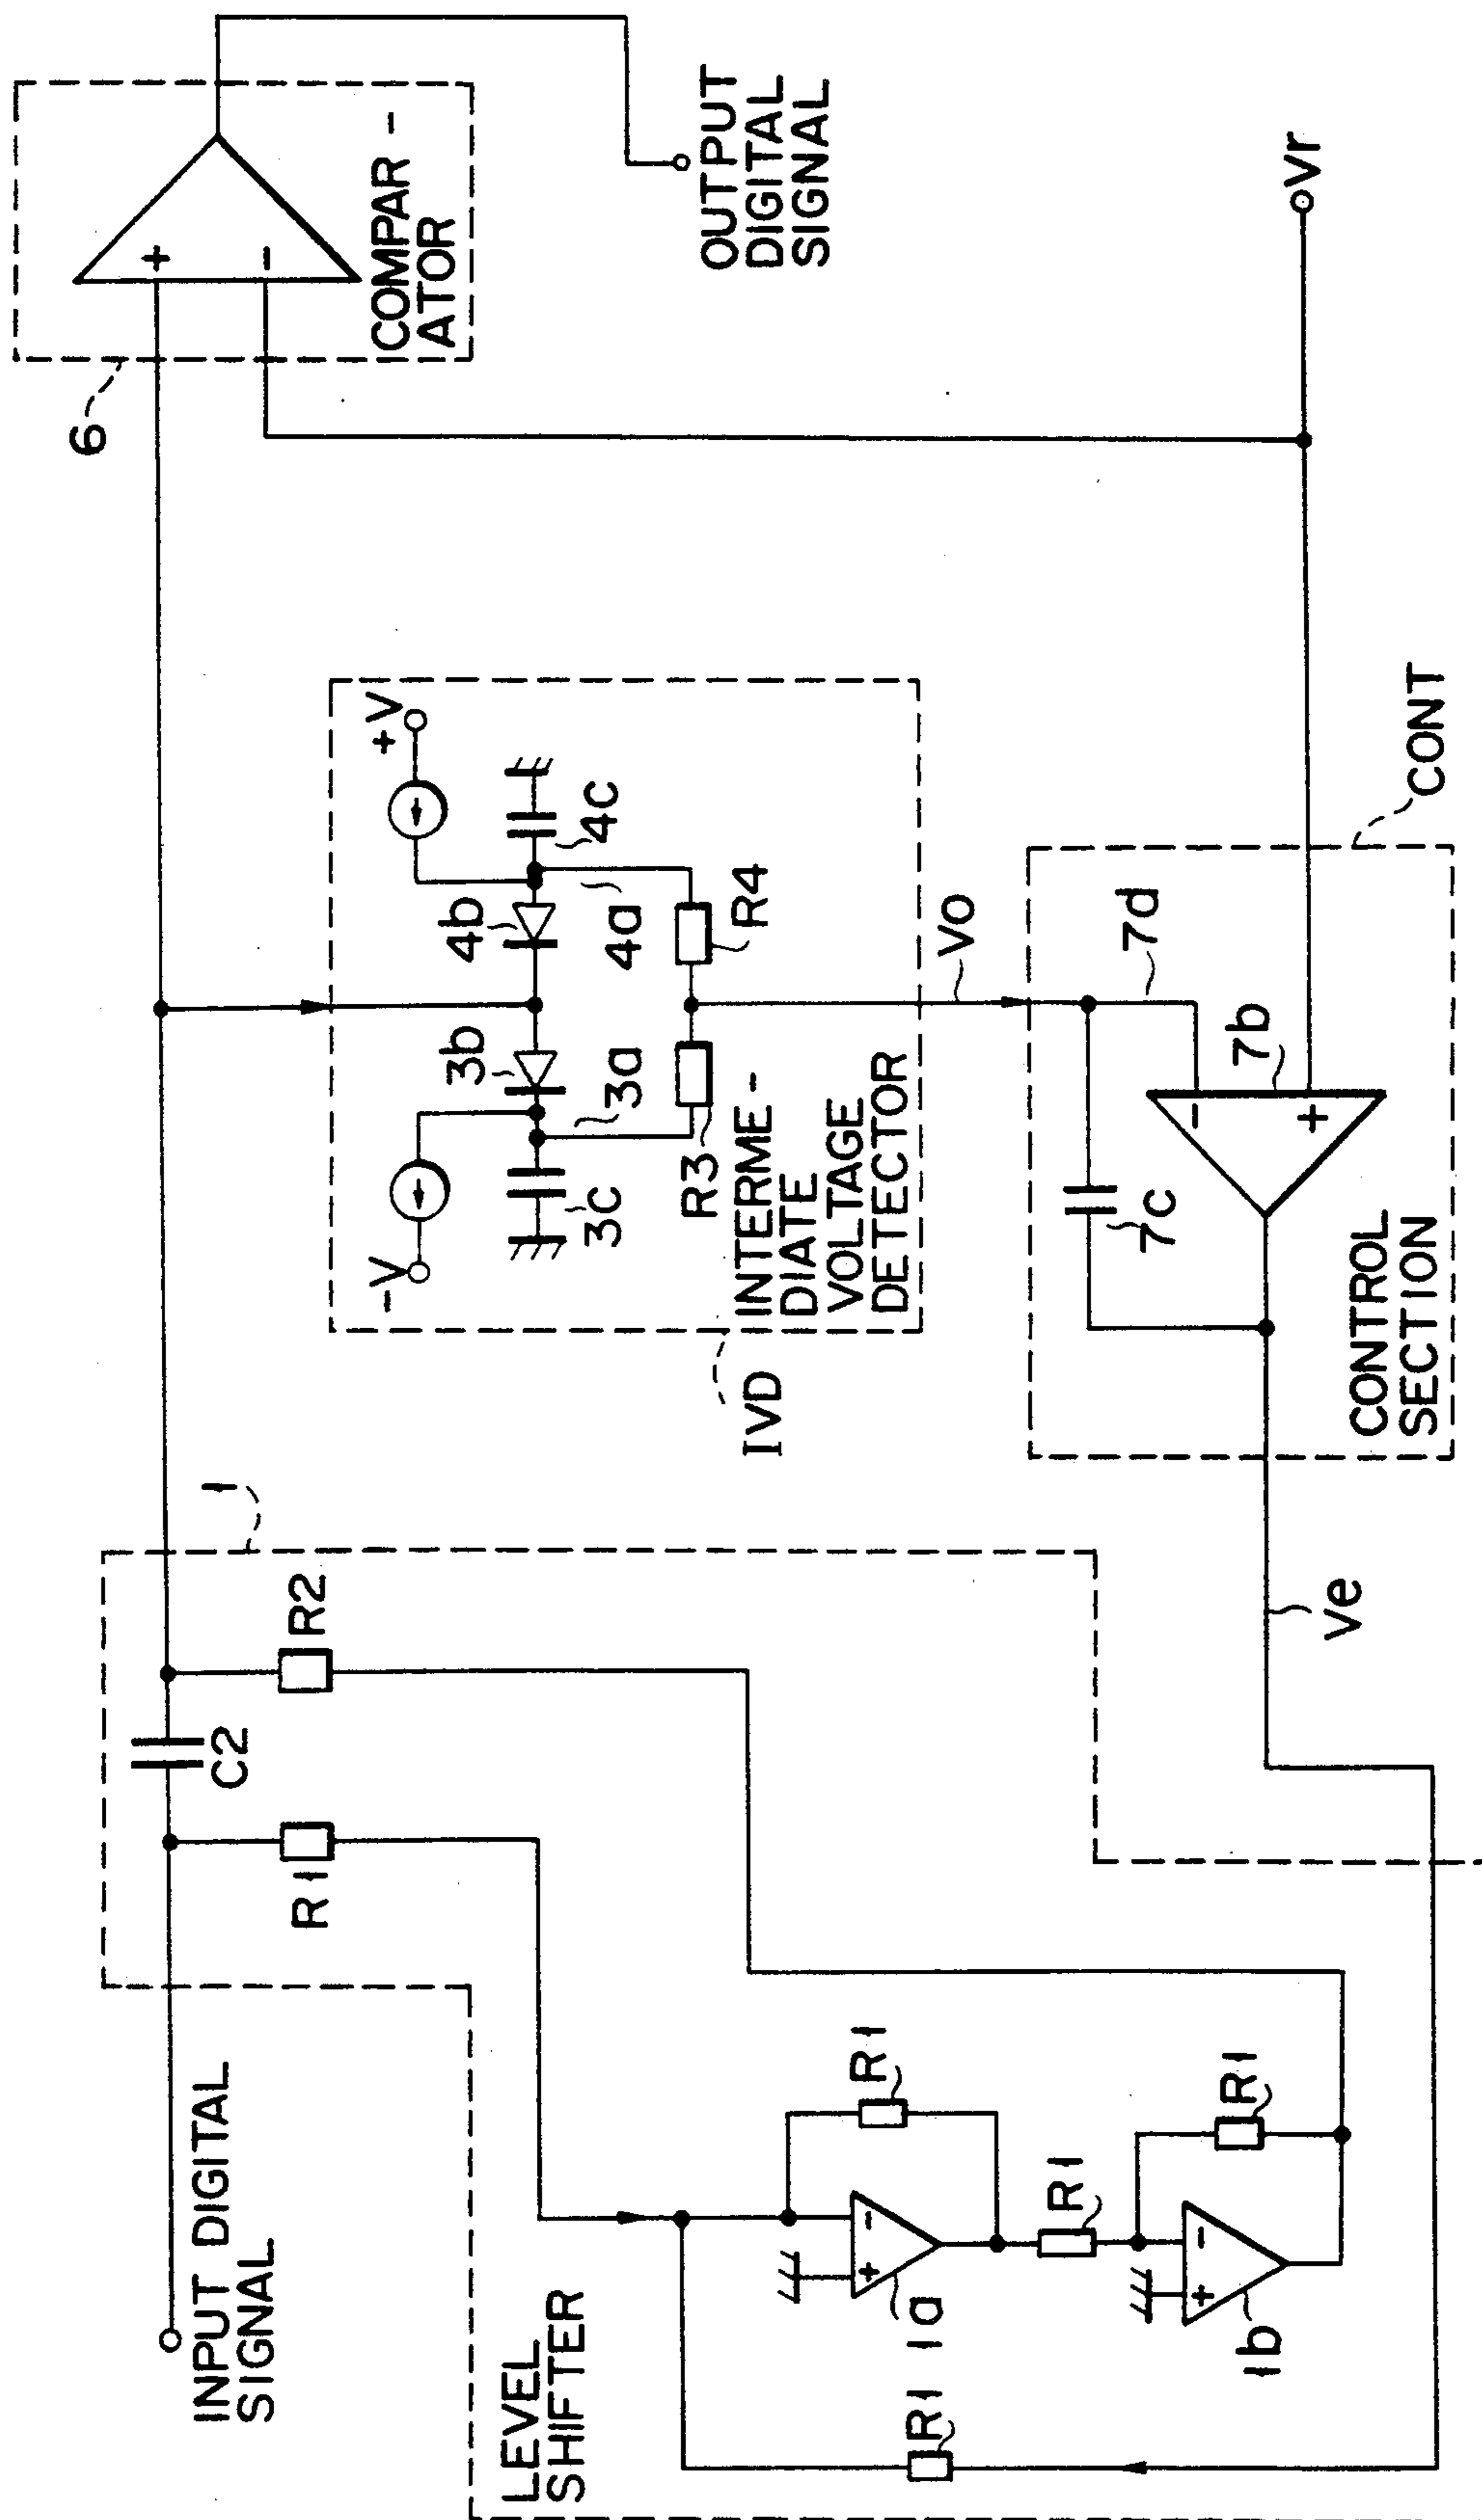 INPUT DIGITAL
SIGNAL
R1
C2
R2
1
LEVEL
SHIFTER
R1
1a
R1
R1
1b
R1
Ve
-V
+V
3b
4b
3C
3a
4a
4C
R3
R4
INTERME -
DIATE
VOLTAGE
DETECTOR
IVD
VO
7d
7C
7b
-
+
CONTROL
SECTION
CONT
6
+
-
COMPAR -
ATOR
OUTPUT
DIGITAL
SIGNAL
Vr
-
+
-
+